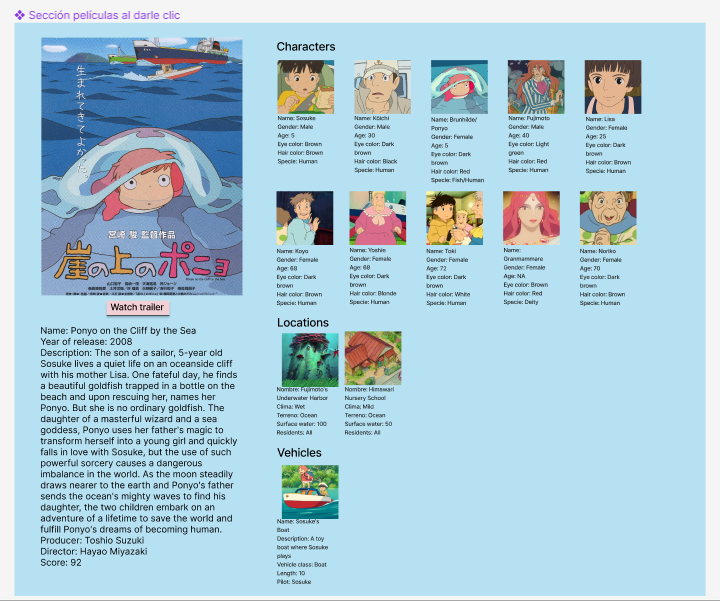 ❖ Sección películas al darle clic
生まれてきてよかった。
宮崎 駿 監督作品
崖の上のポニョ
Watch trailer
Name: Ponyo on the Cliff by the Sea
Year of release: 2008
Description: The son of a sailor, 5-year old
Sosuke lives a quiet life on an oceanside cliff
with his mother Lisa. One fateful day, he finds
a beautiful goldfish trapped in a bottle on the
beach and upon rescuing her, names her
Ponyo. But she is no ordinary goldfish. The
daughter of a masterful wizard and a sea
goddess, Ponyo uses her father's magic to
transform herself into a young girl and quickly
falls in love with Sosuke, but the use of such
powerful sorcery causes a dangerous
imbalance in the world. As the moon steadily
draws nearer to the earth and Ponyo's father
sends the ocean's mighty waves to find his
daughter, the two children embark on an
adventure of a lifetime to save the world and
fulfill Ponyo's dreams of becoming human.
Producer: Toshio Suzuki
Director: Hayao Miyazaki
Score: 92
Characters
Name: Sosuke
Gender: Male
Age: 5
Eye color: Brown
Hair color: Brown
Specie: Human
Name: Kōichi
Gender: Male
Age: 30
Eye color: Dark
brown
Hair color: Black
Specie: Human
Name: Brunhilde/
Ponyo
Gender: Female
Age: 5
Eye color: Dark
brown
Hair color: Red
Specie: Fish/Human
Name: Fujimoto
Gender: Male
Age: 40
Eye color: Light
green
Hair color: Red
Specie: Human
Name: Lisa
Gender: Female
Age: 25
Eye color: Dark
brown
Hair color: Brown
Specie: Human
Name: Koyo
Gender: Female
Age: 68
Eye color: Dark
brown
Hair color: Brown
Specie: Human
Name: Yoshie
Gender: Female
Age: 68
Eye color: Dark
brown
Hair color: Blonde
Specie: Human
Name: Toki
Gender: Female
Age: 72
Eye color: Dark
brown
Hair color: White
Specie: Human
Name:
Granmammare
Gender: Female
Age: NA
Eye color: Brown
Hair color: Red
Specie: Deity
Name: Noriko
Gender: Female
Age: 70
Eye color: Dark
brown
Hair color: Brown
Specie: Human
Locations
Nombre: Fujimoto's
Underwater Harbor
Clima: Wet
Terreno: Ocean
Surface water: 100
Residents: All
Nombre: Himawari
Nursery School
Clima: Mild
Terreno: Ocean
Surface water: 50
Residents: All
Vehicles
Name: Sosuke's
Boat
Description: A toy
boat where Sosuke
plays
Vehicle class: Boat
Length: 10
Pilot: Sosuke